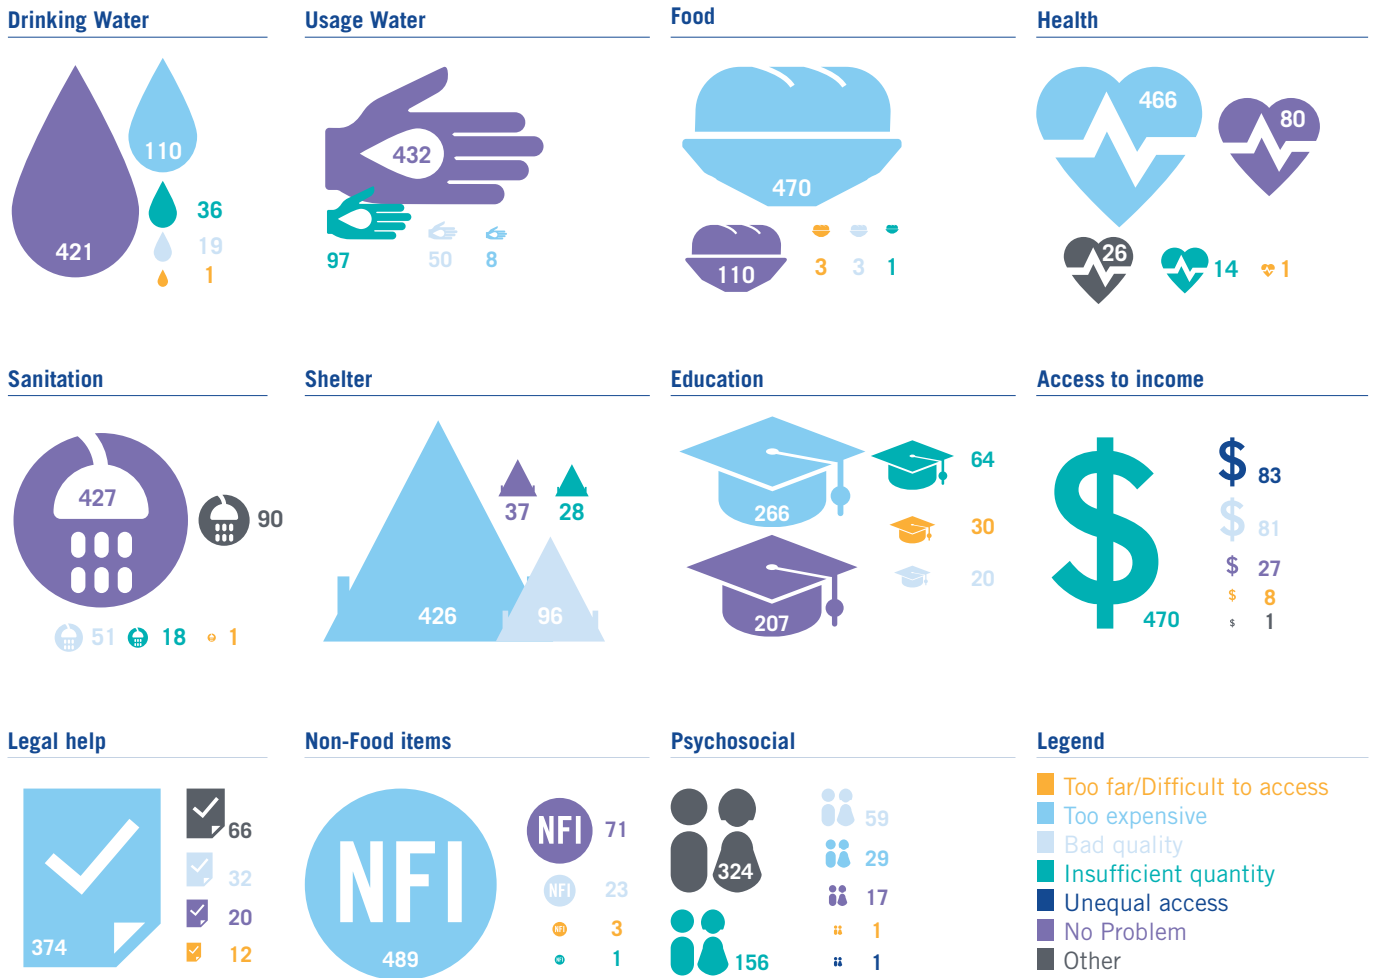 Drinking Water
421
110
36
19
1
Usage Water
432
97
50
8
Food
470
110
3
3
1
Health
466
80
26
14
1
Sanitation
427
90
51
18
1
Shelter
426
37
28
96
Education
266
207
64
30
20
Access to income
$
470
$ 83
$ 81
$ 27
$ 8
$ 1
Legal help
374
66
32
20
12
Non-Food items
NFI
489
NFI 71
NFI 23
NFI 3
NFI 1
Psychosocial
324
156
59
29
17
1
1
Legend
Too far/Difficult to access
Too expensive
Bad quality
Insufficient quantity
Unequal access
No Problem
Other